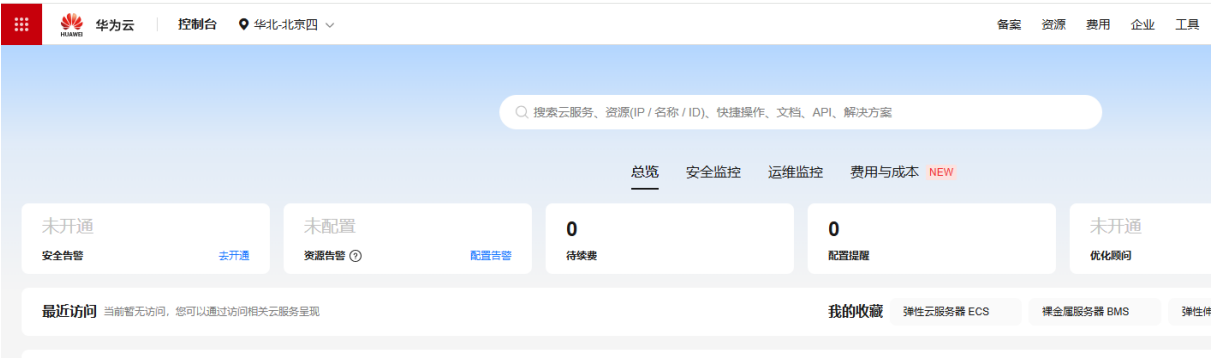 HUAWEI 华为云 控制台 华北-北京四 备案 资源 费用 企业 工具
搜索云服务、资源(IP / 名称 / ID)、快捷操作、文档、API、解决方案
总览 安全监控 运维监控 费用与成本 NEW
未开通 未配置 0 0 未开通
安全告警 去开通 资源告警 ? 配置告警 待续费 配置提醒 优化顾问
最近访问 当前暂无访问，您可以通过访问相关云服务呈现 我的收藏 弹性云服务器 ECS 裸金属服务器 BMS 弹性伸